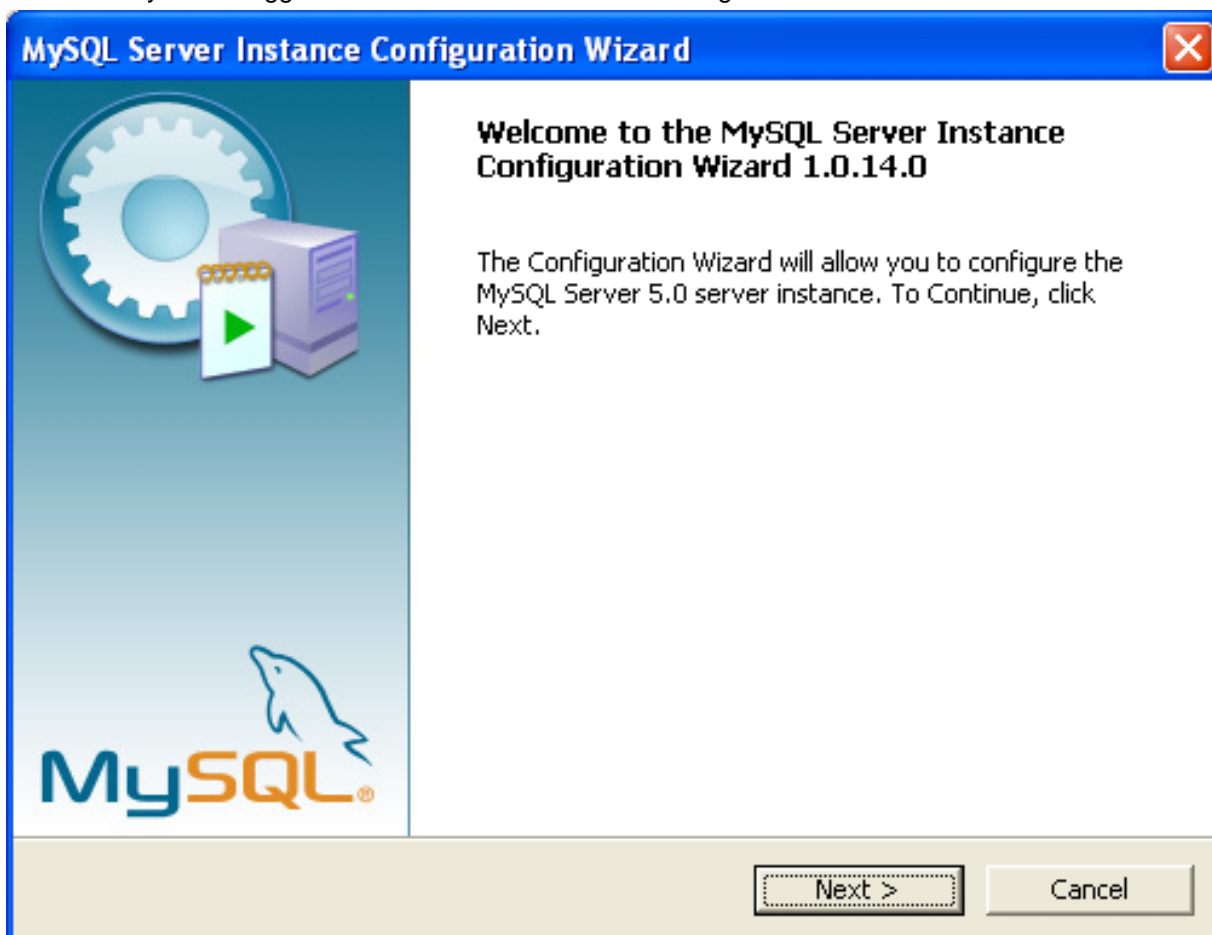 MySQL Server Instance Configuration Wizard
Welcome to the MySQL Server Instance
Configuration Wizard 1.0.14.0
The Configuration Wizard will allow you to configure the
MySQL Server 5.0 server instance. To Continue, click
Next.
MySQL®
Next >
Cancel